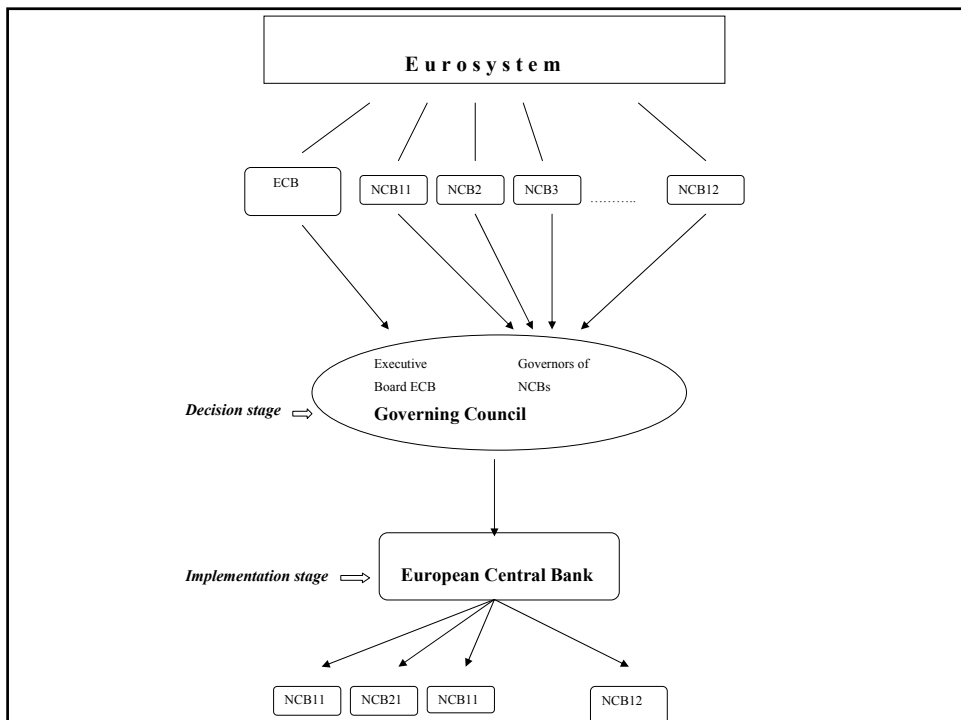 E u r o s y s t e m
ECB
NCB11 NCB2 NCB3 ……….. NCB12
Executive Governors of
Board ECB NCBs
Decision stage Governing Council
Implementation stage European Central Bank
NCB11 NCB21 NCB11 NCB12